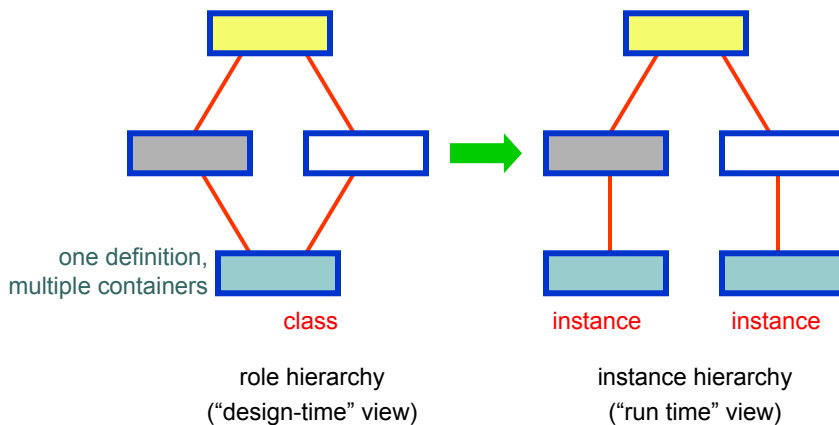 one definition,
multiple containers
class
instance
instance
role hierarchy
(“design-time” view)
instance hierarchy
(“run time” view)